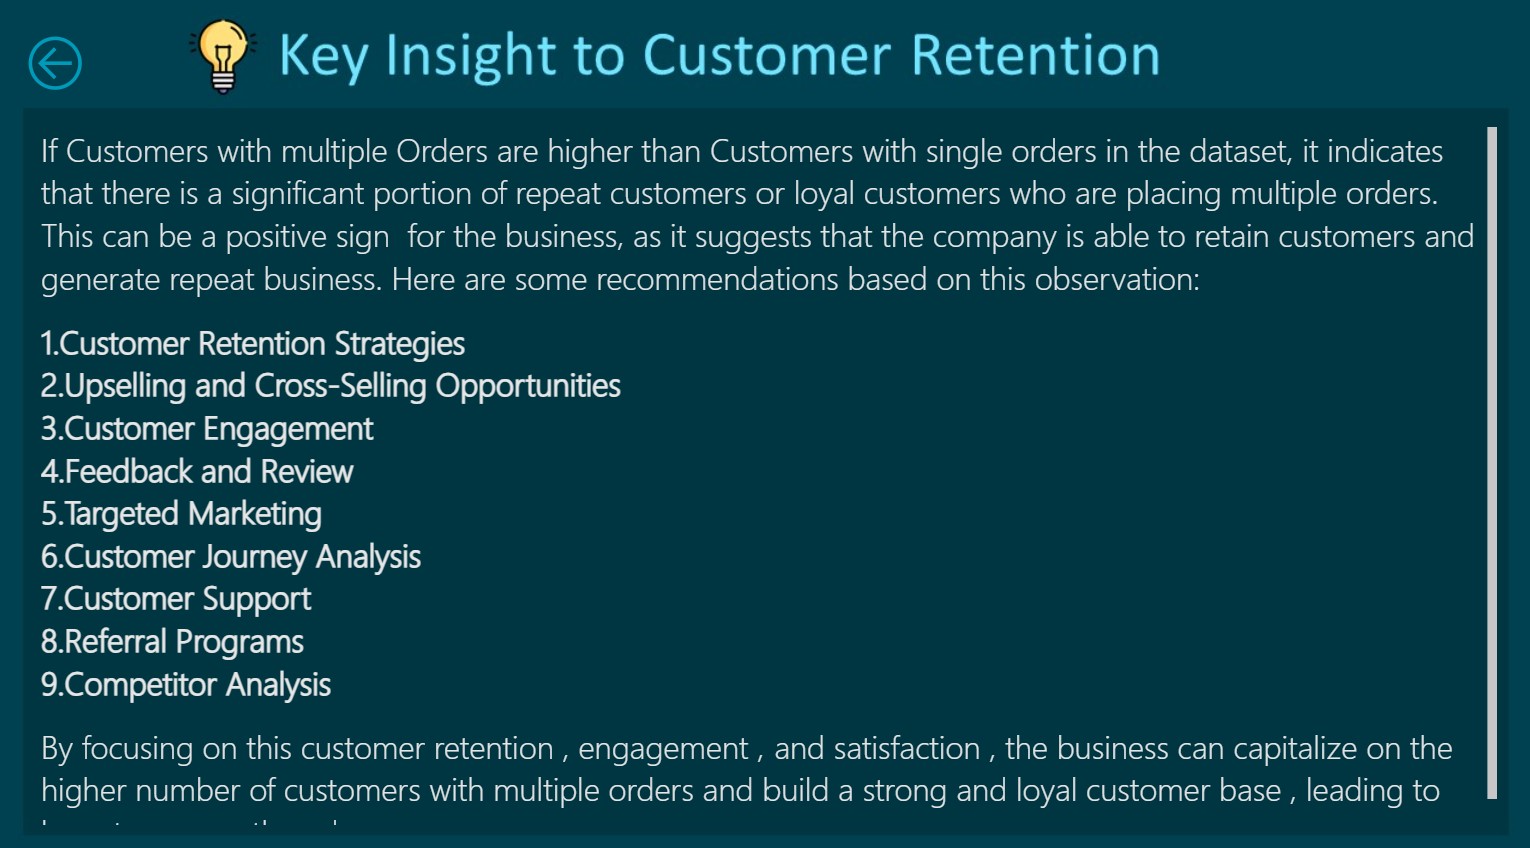 Key Insight to Customer Retention
If Customers with multiple Orders are higher than Customers with single orders in the dataset, it indicates
that there is a significant portion of repeat customers or loyal customers who are placing multiple orders.
This can be a positive sign  for the business, as it suggests that the company is able to retain customers and
generate repeat business. Here are some recommendations based on this observation:
1.Customer Retention Strategies
2.Upselling and Cross-Selling Opportunities
3.Customer Engagement
4.Feedback and Review
5.Targeted Marketing
6.Customer Journey Analysis
7.Customer Support
8.Referral Programs
9.Competitor Analysis
By focusing on this customer retention , engagement , and satisfaction , the business can capitalize on the
higher number of customers with multiple orders and build a strong and loyal customer base , leading to